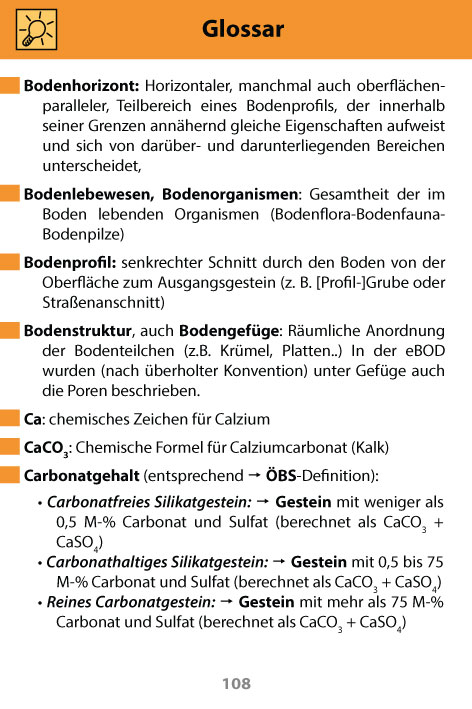 Glossar
Bodenhorizont: Horizontaler, manchmal auch oberflächen-
paralleler, Teilbereich eines Bodenprofils, der innerhalb
seiner Grenzen annähernd gleiche Eigenschaften aufweist
und sich von darüber- und darunterliegenden Bereichen
unterscheidet,
Bodenlebewesen, Bodenorganismen: Gesamtheit der im
Boden lebenden Organismen (Bodenflora-Bodenfauna-
Bodenpilze)
Bodenprofil: senkrechter Schnitt durch den Boden von der
Oberfläche zum Ausgangsgestein (z. B. [Profil-]Grube oder
Straßenanschnitt)
Bodenstruktur, auch Bodengefüge: Räumliche Anordnung
der Bodenteilchen (z.B. Krümel, Platten..) In der eBOD
wurden (nach überholter Konvention) unter Gefüge auch
die Poren beschrieben.
Ca: chemisches Zeichen für Calzium
CaCO₃: Chemische Formel für Calziumcarbonat (Kalk)
Carbonatgehalt (entsprechend → ÖBS-Definition):
• Carbonatfreies Silikatgestein: → Gestein mit weniger als
0,5 M-% Carbonat und Sulfat (berechnet als CaCO₃ +
CaSO₄)
• Carbonathaltiges Silikatgestein: → Gestein mit 0,5 bis 75
M-% Carbonat und Sulfat (berechnet als CaCO₃ + CaSO₄)
• Reines Carbonatgestein: → Gestein mit mehr als 75 M-%
Carbonat und Sulfat (berechnet als CaCO₃ + CaSO₄)
108